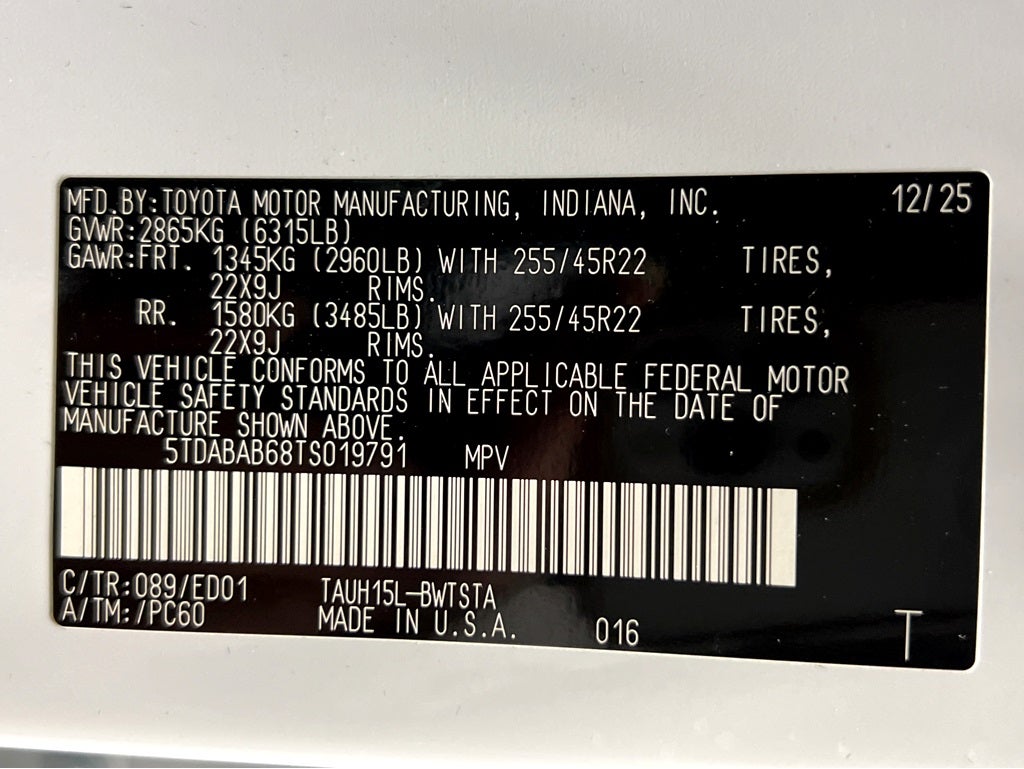 MFD.BY:TOYOTA MOTOR MANUFACTURING, INDIANA, INC. 12/25
GVWR:2865KG (6315LB)
GAWR:FRT. 1345KG (2960LB) WITH 255/45R22 TIRES,
22X9J RIMS.
RR. 1580KG (3485LB) WITH 255/45R22 TIRES,
22X9J RIMS.
THIS VEHICLE CONFORMS TO ALL APPLICABLE FEDERAL MOTOR
VEHICLE SAFETY STANDARDS IN EFFECT ON THE DATE OF
MANUFACTURE SHOWN ABOVE.
5TDABAB68TS019791 MPV
C/TR:089/ED01 TAUH15L-BWTSTA
A/TM:/PC60 MADE IN U.S.A. 016 T